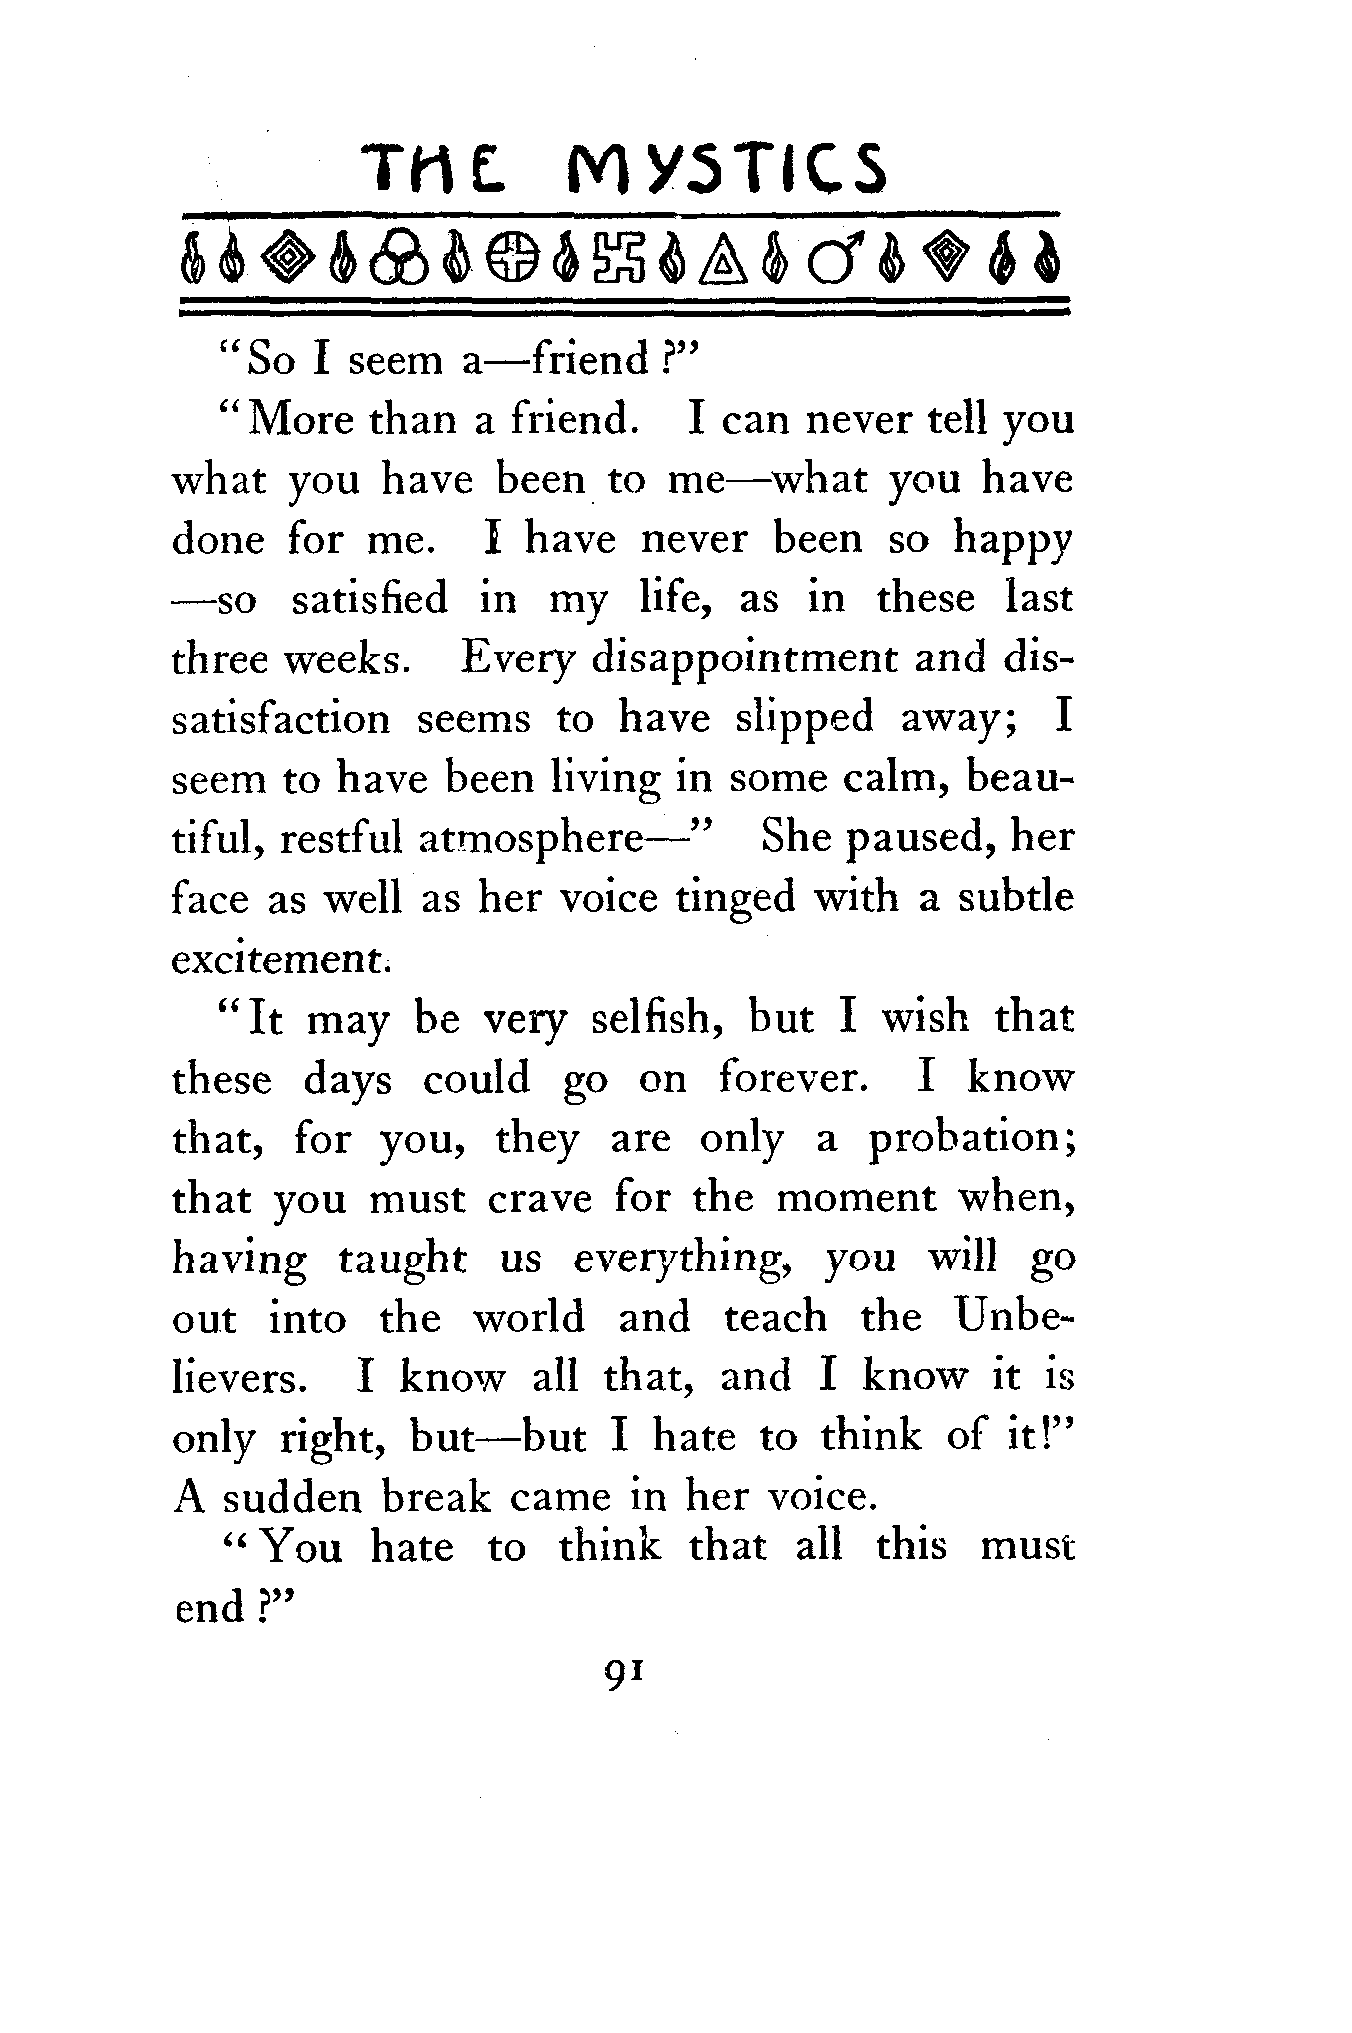 THE MYSTICS
“So I seem a—friend?”
“More than a friend. I can never tell you
what you have been to me—what you have
done for me. I have never been so happy
—so satisfied in my life, as in these last
three weeks. Every disappointment and dis-
satisfaction seems to have slipped away; I
seem to have been living in some calm, beau-
tiful, restful atmosphere—” She paused, her
face as well as her voice tinged with a subtle
excitement.
“It may be very selfish, but I wish that
these days could go on forever. I know
that, for you, they are only a probation;
that you must crave for the moment when,
having taught us everything, you will go
out into the world and teach the Unbe-
lievers. I know all that, and I know it is
only right, but—but I hate to think of it!”
A sudden break came in her voice.
“You hate to think that all this must
end?”
91